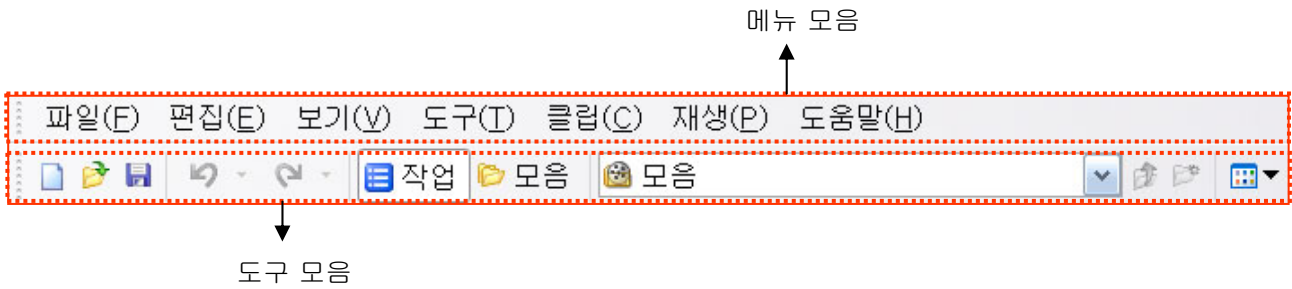 메뉴 모음
파일(F) 편집(E) 보기(V) 도구(T) 클립(C) 재생(P) 도움말(H)
작업 모음 모음
도구 모음